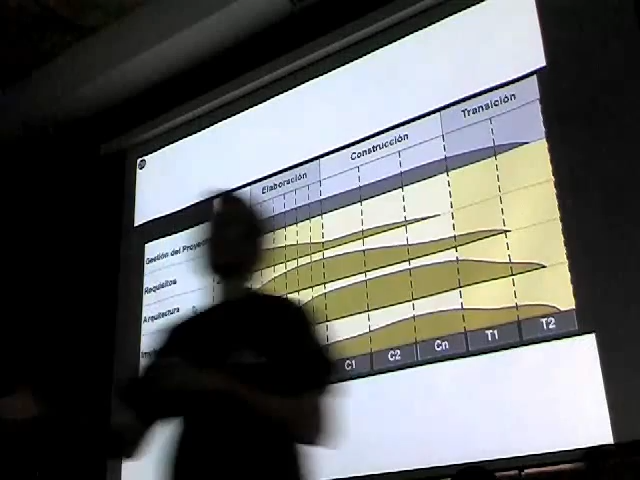 Elaboración
Construcción
Transición
Gestión del Proyecto
Requisitos
Arquitectura
C1
C2
Cn
T1
T2